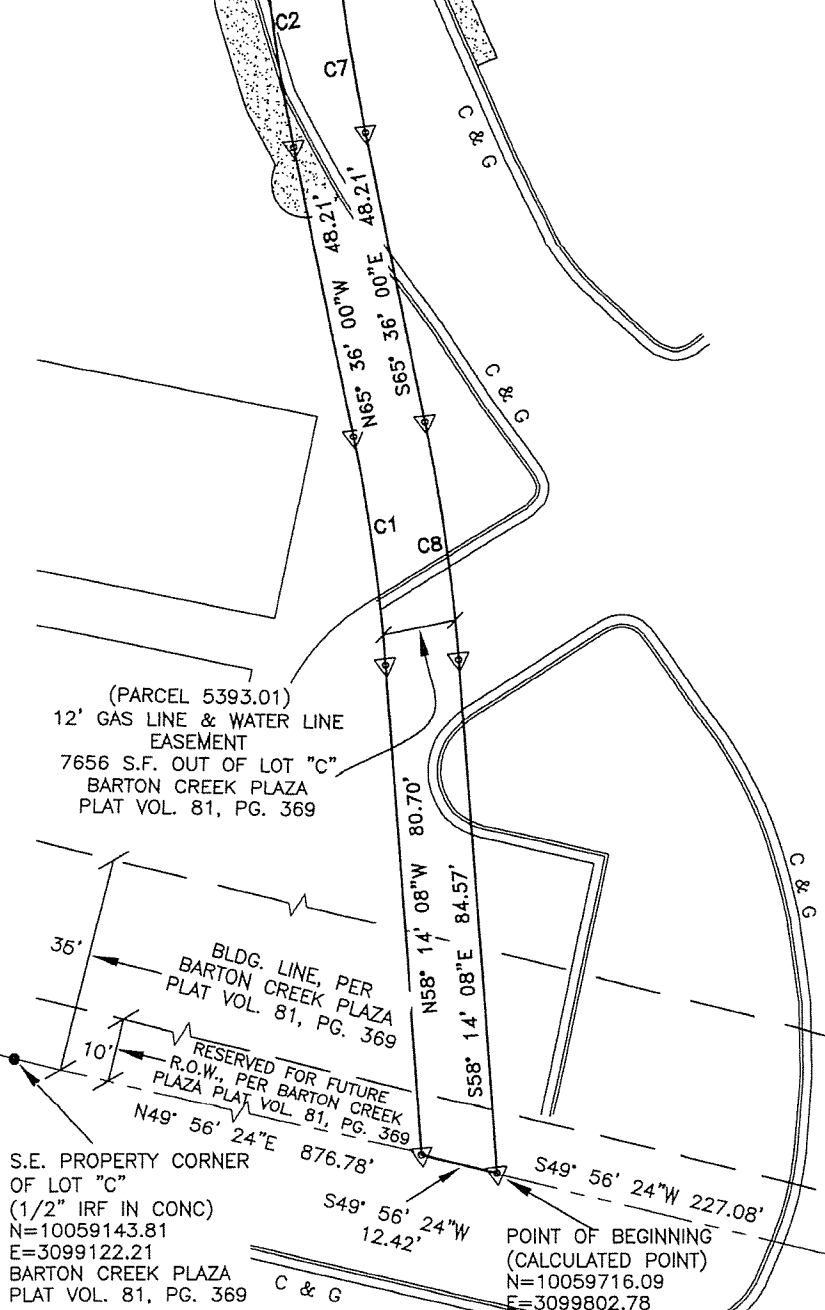 C2
C7
C & G
N65° 36' 00"W 48.21'
S65° 36' 00"E 48.21'
C & G
C1
C8
(PARCEL 5393.01)
12' GAS LINE & WATER LINE
EASEMENT
7656 S.F. OUT OF LOT "C"
BARTON CREEK PLAZA
PLAT VOL. 81, PG. 369
N58° 14' 08"W 80.70'
S58° 14' 08"E 84.57'
C & G
35'
BLDG. LINE, PER
BARTON CREEK PLAZA
PLAT VOL. 81, PG. 369
10'
RESERVED FOR FUTURE
R.O.W., PER BARTON CREEK
PLAZA PLAT VOL. 81, PG. 369
N49° 56' 24"E 876.78'
S.E. PROPERTY CORNER
OF LOT "C"
(1/2" IRF IN CONC)
N=10059143.81
E=3099122.21
BARTON CREEK PLAZA
PLAT VOL. 81, PG. 369
S49° 56' 24"W
12.42'
S49° 56' 24"W 227.08'
POINT OF BEGINNING
(CALCULATED POINT)
N=10059716.09
E=3099802.78
C & G